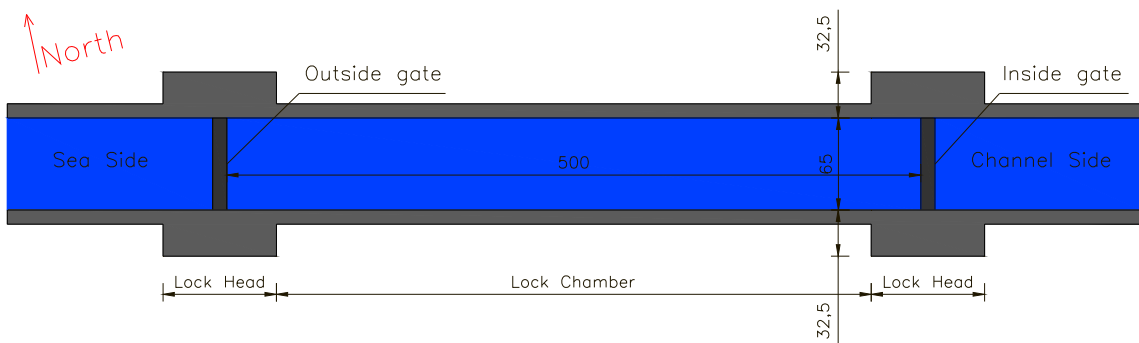 North
Outside gate
32,5
Inside gate
Sea Side
500
65
Channel Side
Lock Head
Lock Chamber
Lock Head
32,5